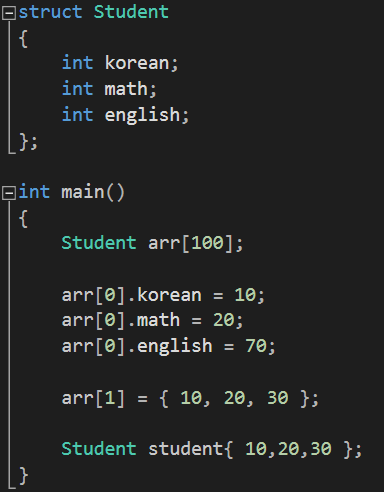 struct Student
{
    int korean;
    int math;
    int english;
};
int main()
{
    Student arr[100];
    arr[0].korean = 10;
    arr[0].math = 20;
    arr[0].english = 70;
    arr[1] = { 10, 20, 30 };
    Student student{ 10,20,30 };
}